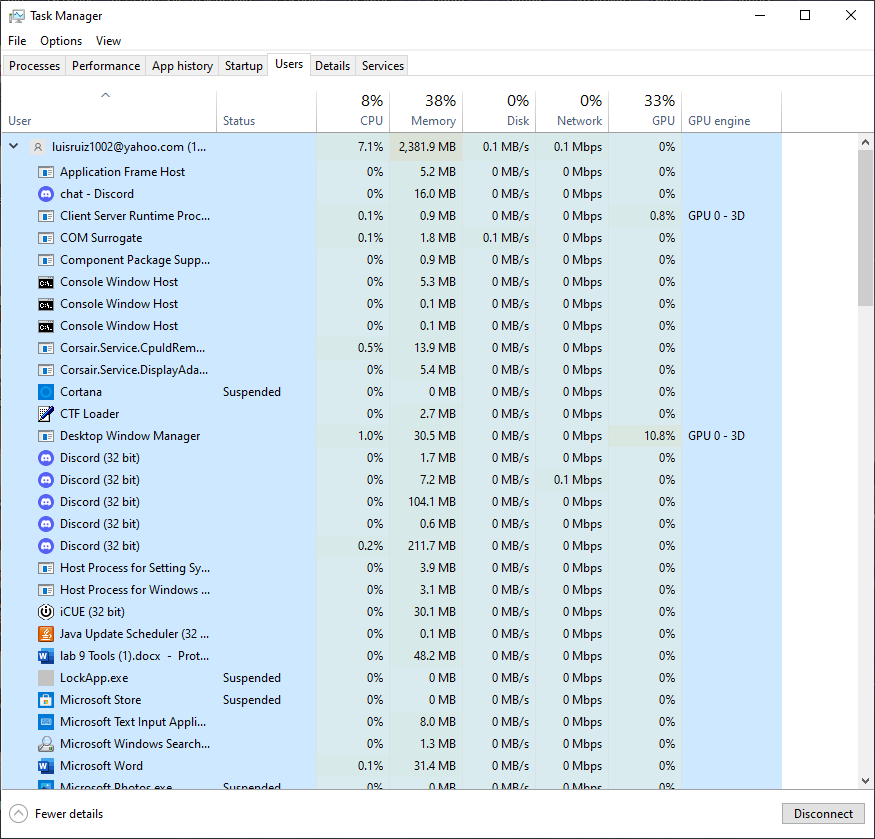 Task Manager
File Options View
Processes Performance App history Startup Users Details Services
8% 38% 0% 0% 33%
User Status CPU Memory Disk Network GPU GPU engine
luisruiz1002@yahoo.com (1... 7.1% 2,381.9 MB 0.1 MB/s 0.1 Mbps 0%
Application Frame Host 0% 5.2 MB 0 MB/s 0 Mbps 0%
chat - Discord 0% 16.0 MB 0 MB/s 0 Mbps 0%
Client Server Runtime Proc... 0.1% 0.9 MB 0 MB/s 0 Mbps 0.8% GPU 0 - 3D
COM Surrogate 0.1% 1.8 MB 0.1 MB/s 0 Mbps 0%
Component Package Supp... 0% 0.9 MB 0 MB/s 0 Mbps 0%
Console Window Host 0% 5.3 MB 0 MB/s 0 Mbps 0%
Console Window Host 0% 0.1 MB 0 MB/s 0 Mbps 0%
Console Window Host 0% 0.1 MB 0 MB/s 0 Mbps 0%
Corsair.Service.CpuIdRem... 0.5% 13.9 MB 0 MB/s 0 Mbps 0%
Corsair.Service.DisplayAda... 0% 5.4 MB 0 MB/s 0 Mbps 0%
Cortana Suspended 0% 0 MB 0 MB/s 0 Mbps 0%
CTF Loader 0% 2.7 MB 0 MB/s 0 Mbps 0%
Desktop Window Manager 1.0% 30.5 MB 0 MB/s 0 Mbps 10.8% GPU 0 - 3D
Discord (32 bit) 0% 1.7 MB 0 MB/s 0 Mbps 0%
Discord (32 bit) 0% 7.2 MB 0 MB/s 0.1 Mbps 0%
Discord (32 bit) 0% 104.1 MB 0 MB/s 0 Mbps 0%
Discord (32 bit) 0% 0.6 MB 0 MB/s 0 Mbps 0%
Discord (32 bit) 0.2% 211.7 MB 0 MB/s 0 Mbps 0%
Host Process for Setting Sy... 0% 3.9 MB 0 MB/s 0 Mbps 0%
Host Process for Windows ... 0% 3.1 MB 0 MB/s 0 Mbps 0%
iCUE (32 bit) 0% 30.1 MB 0 MB/s 0 Mbps 0%
Java Update Scheduler (32 ... 0% 0.1 MB 0 MB/s 0 Mbps 0%
lab 9 Tools (1).docx - Prot... 0% 48.2 MB 0 MB/s 0 Mbps 0%
LockApp.exe Suspended 0% 0 MB 0 MB/s 0 Mbps 0%
Microsoft Store Suspended 0% 0 MB 0 MB/s 0 Mbps 0%
Microsoft Text Input Appli... 0% 8.0 MB 0 MB/s 0 Mbps 0%
Microsoft Windows Search... 0% 1.3 MB 0 MB/s 0 Mbps 0%
Microsoft Word 0.1% 31.4 MB 0 MB/s 0 Mbps 0%
Microsoft Photos.exe Suspended 0% 0 MB 0 MB/s 0 Mbps 0%
Fewer details Disconnect